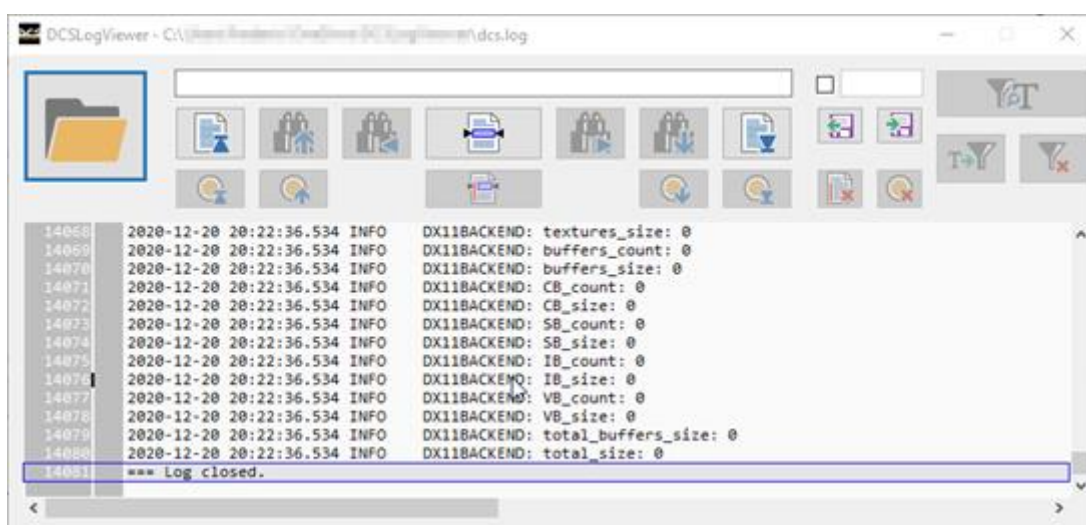 DCSLogViewer - C:\ \dcs.log
T
T
14068 2020-12-20 20:22:36.534 INFO DX11BACKEND: textures_size: 0
14069 2020-12-20 20:22:36.534 INFO DX11BACKEND: buffers_count: 0
14070 2020-12-20 20:22:36.534 INFO DX11BACKEND: buffers_size: 0
14071 2020-12-20 20:22:36.534 INFO DX11BACKEND: CB_count: 0
14072 2020-12-20 20:22:36.534 INFO DX11BACKEND: CB_size: 0
14073 2020-12-20 20:22:36.534 INFO DX11BACKEND: SB_count: 0
14074 2020-12-20 20:22:36.534 INFO DX11BACKEND: SB_size: 0
14075 2020-12-20 20:22:36.534 INFO DX11BACKEND: IB_count: 0
14076 2020-12-20 20:22:36.534 INFO DX11BACKEND: IB_size: 0
14077 2020-12-20 20:22:36.534 INFO DX11BACKEND: VB_count: 0
14078 2020-12-20 20:22:36.534 INFO DX11BACKEND: VB_size: 0
14079 2020-12-20 20:22:36.534 INFO DX11BACKEND: total_buffers_size: 0
14080 2020-12-20 20:22:36.534 INFO DX11BACKEND: total_size: 0
14081 === Log closed.